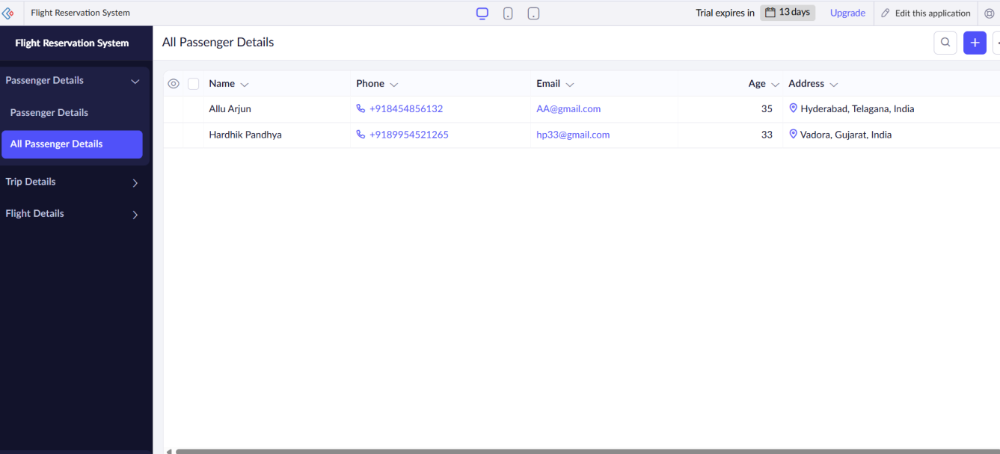 Flight Reservation System
Trial expires in 13 days Upgrade Edit this application
Flight Reservation System
All Passenger Details
Passenger Details
Passenger Details
All Passenger Details
Trip Details
Flight Details
Name Phone Email Age Address
Allu Arjun +918454856132 AA@gmail.com 35 Hyderabad, Telagana, India
Hardhik Pandhya +9189954521265 hp33@gmail.com 33 Vadora, Gujarat, India